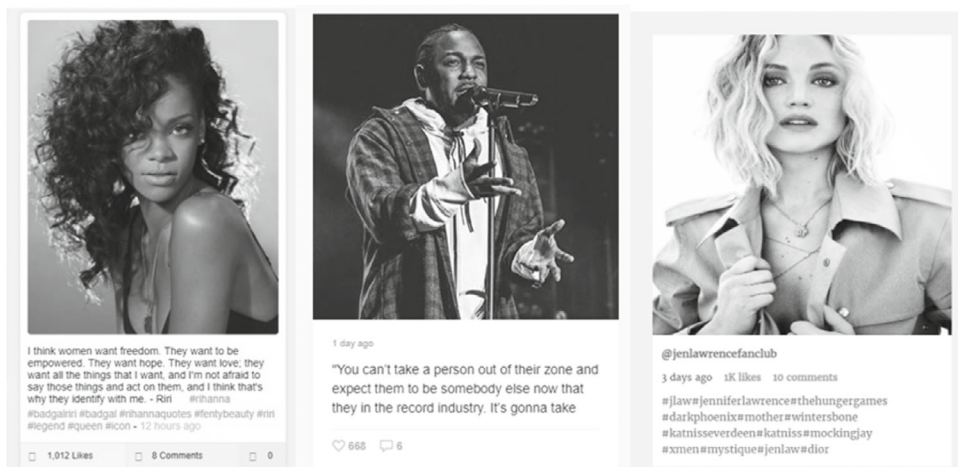 I think women want freedom. They want to be
empowered. They want hope. They want love; they
want all the things that I want, and I'm not afraid to
say those things and act on them, and I think that's
why they identify with me. - Riri #rihanna
#badgalriri #badgal #rihannaquotes #fentybeauty #riri
#legend #queen #icon - 12 hours ago
1,012 Likes 8 Comments 0
1 day ago
"You can't take a person out of their zone and
expect them to be somebody else now that
they in the record industry. It's gonna take
668 6
@jenlawrencefanclub
3 days ago 1K likes 10 comments
#jlaw#jenniferlawrence#thehungergames
#darkphoenix#mother#wintersbone
#katnisseverdeen#katniss#mockingjay
#xmen#mystique#jenlaw#dior